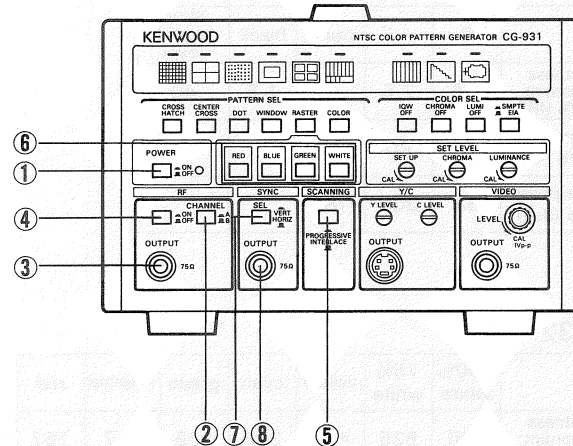 KENWOOD
NTSC COLOR PATTERN GENERATOR CG-931
PATTERN SEL
COLOR SEL
CROSS HATCH
CENTER CROSS
DOT
WINDOW
RASTER
COLOR
IQW OFF
CHROMA OFF
LUMI OFF
SMPTE
EIA
⑥
①
POWER
ON
OFF
RED
BLUE
GREEN
WHITE
SET LEVEL
SET UP
CHROMA
LUMINANCE
CAL
CAL
CAL
RF
SYNC
SCANNING
Y/C
VIDEO
④
ON
OFF
CHANNEL
A
B
SEL
VERT
HORIZ
PROGRESSIVE
INTERLACE
Y LEVEL
C LEVEL
LEVEL
CAL
1Vp-p
③
OUTPUT
75Ω
OUTPUT
75Ω
OUTPUT
OUTPUT
75Ω
② ⑦ ⑧ ⑤